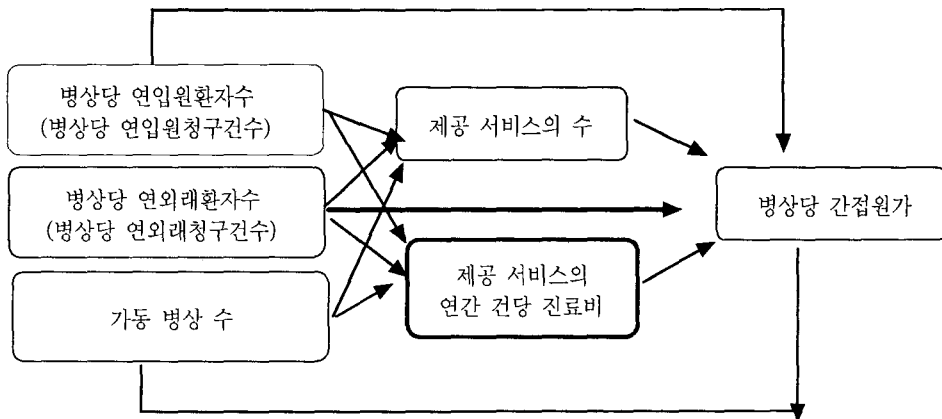 병상당 연입원환자수
(병상당 연입원청구건수)
제공 서비스의 수
병상당 연외래환자수
(병상당 연외래청구건수)
병상당 간접원가
제공 서비스의
연간 건당 진료비
가동 병상 수